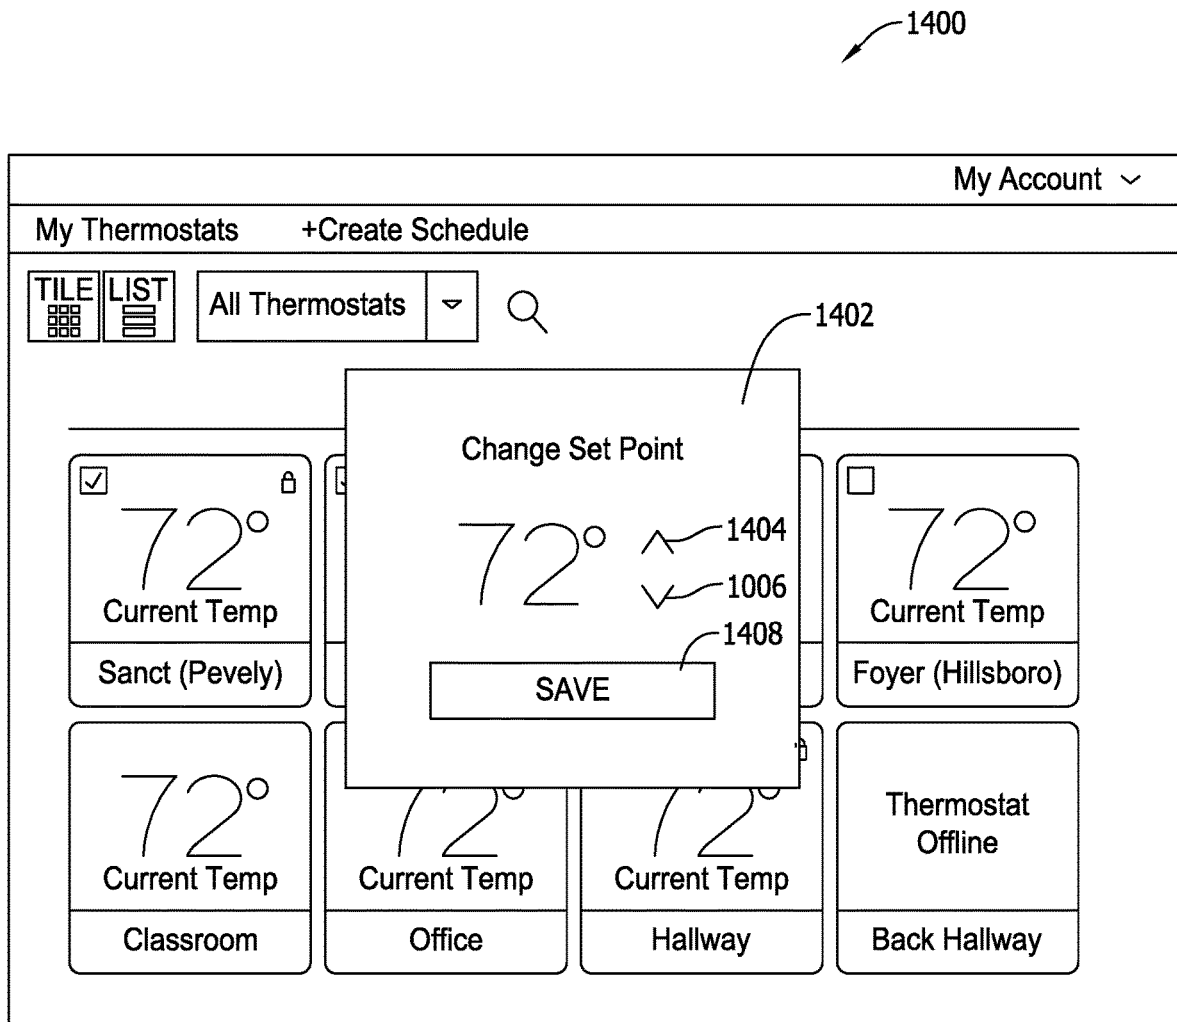 1400
My Account
My Thermostats +Create Schedule
TILE LIST All Thermostats
1402
Change Set Point
72° 1404
1006
1408
SAVE
72° 72°
Current Temp Current Temp
Sanct (Pevely) Foyer (Hillsboro)
72° 72° 72° Thermostat
Offline
Current Temp Current Temp Current Temp
Classroom Office Hallway Back Hallway